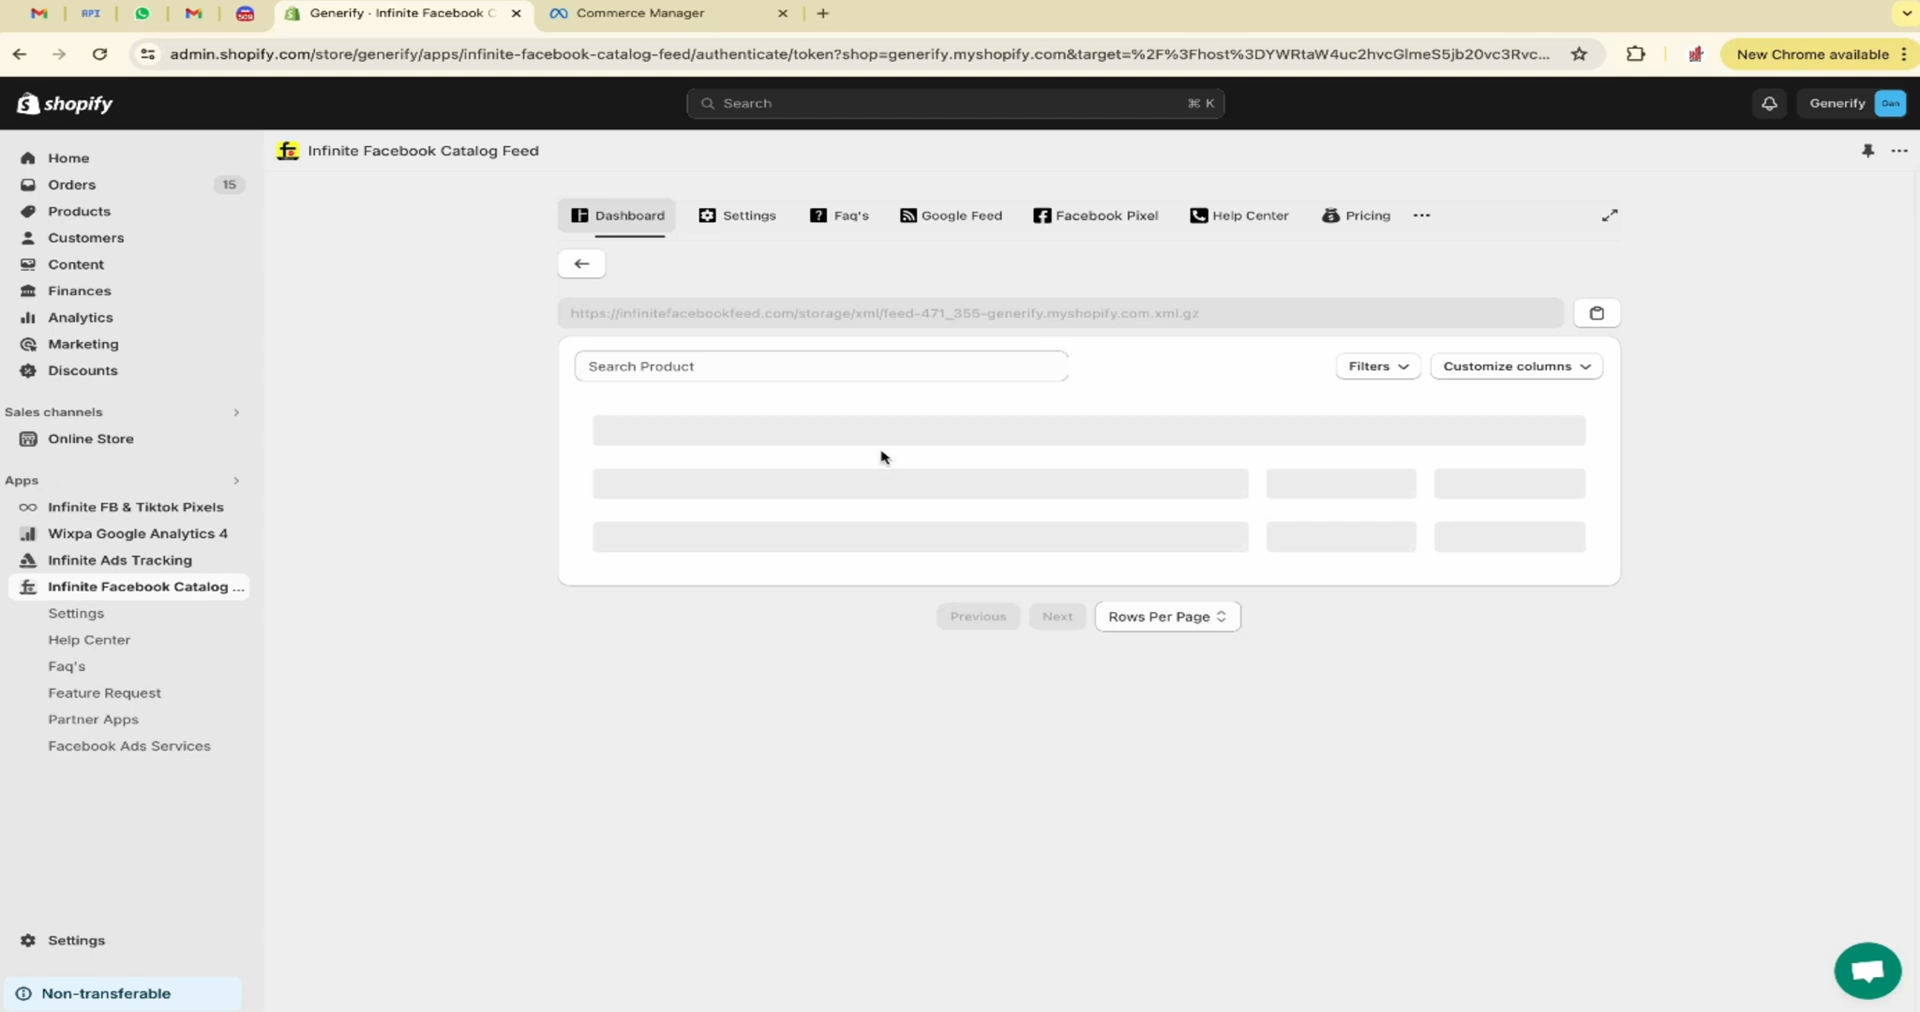 API
Generify · Infinite Facebook C
Commerce Manager
admin.shopify.com/store/generify/apps/infinite-facebook-catalog-feed/authenticate/token?shop=generify.myshopify.com&target=%2F%3Fhost%3DYWRtaW4uc2hvcGlmeS5jb20vc3Rvc...
New Chrome available
shopify
Search
⌘ K
Generify
Dan
Home
Orders
15
Products
Customers
Content
Finances
Analytics
Marketing
Discounts
Sales channels
Online Store
Apps
Infinite FB & Tiktok Pixels
Wixpa Google Analytics 4
Infinite Ads Tracking
Infinite Facebook Catalog ...
Settings
Help Center
Faq's
Feature Request
Partner Apps
Facebook Ads Services
Settings
Non-transferable
Infinite Facebook Catalog Feed
Dashboard
Settings
Faq's
Google Feed
Facebook Pixel
Help Center
Pricing
https://infinitefacebookfeed.com/storage/xml/feed-471_355-generify.myshopify.com.xml.gz
Search Product
Filters
Customize columns
Previous
Next
Rows Per Page